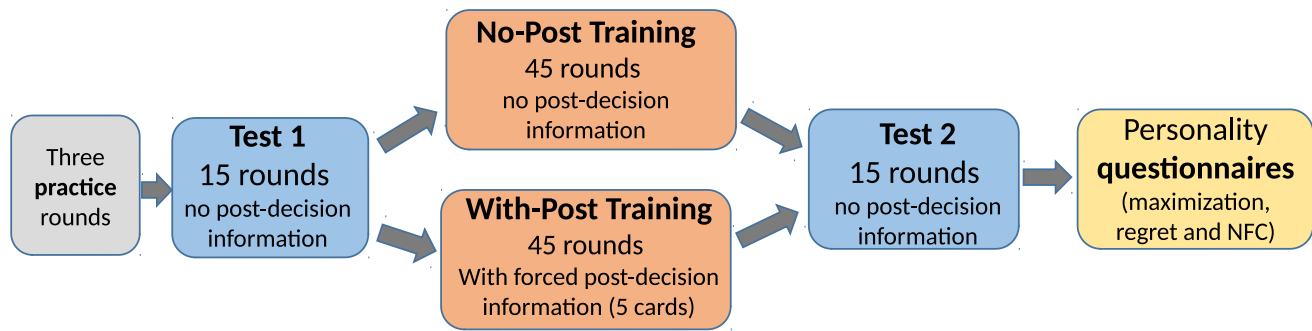 Three
practice
rounds
Test 1
15 rounds
no post-decision
information
No-Post Training
45 rounds
no post-decision
information
With-Post Training
45 rounds
With forced post-decision
information (5 cards)
Test 2
15 rounds
no post-decision
information
Personality
questionnaires
(maximization,
regret and NFC)